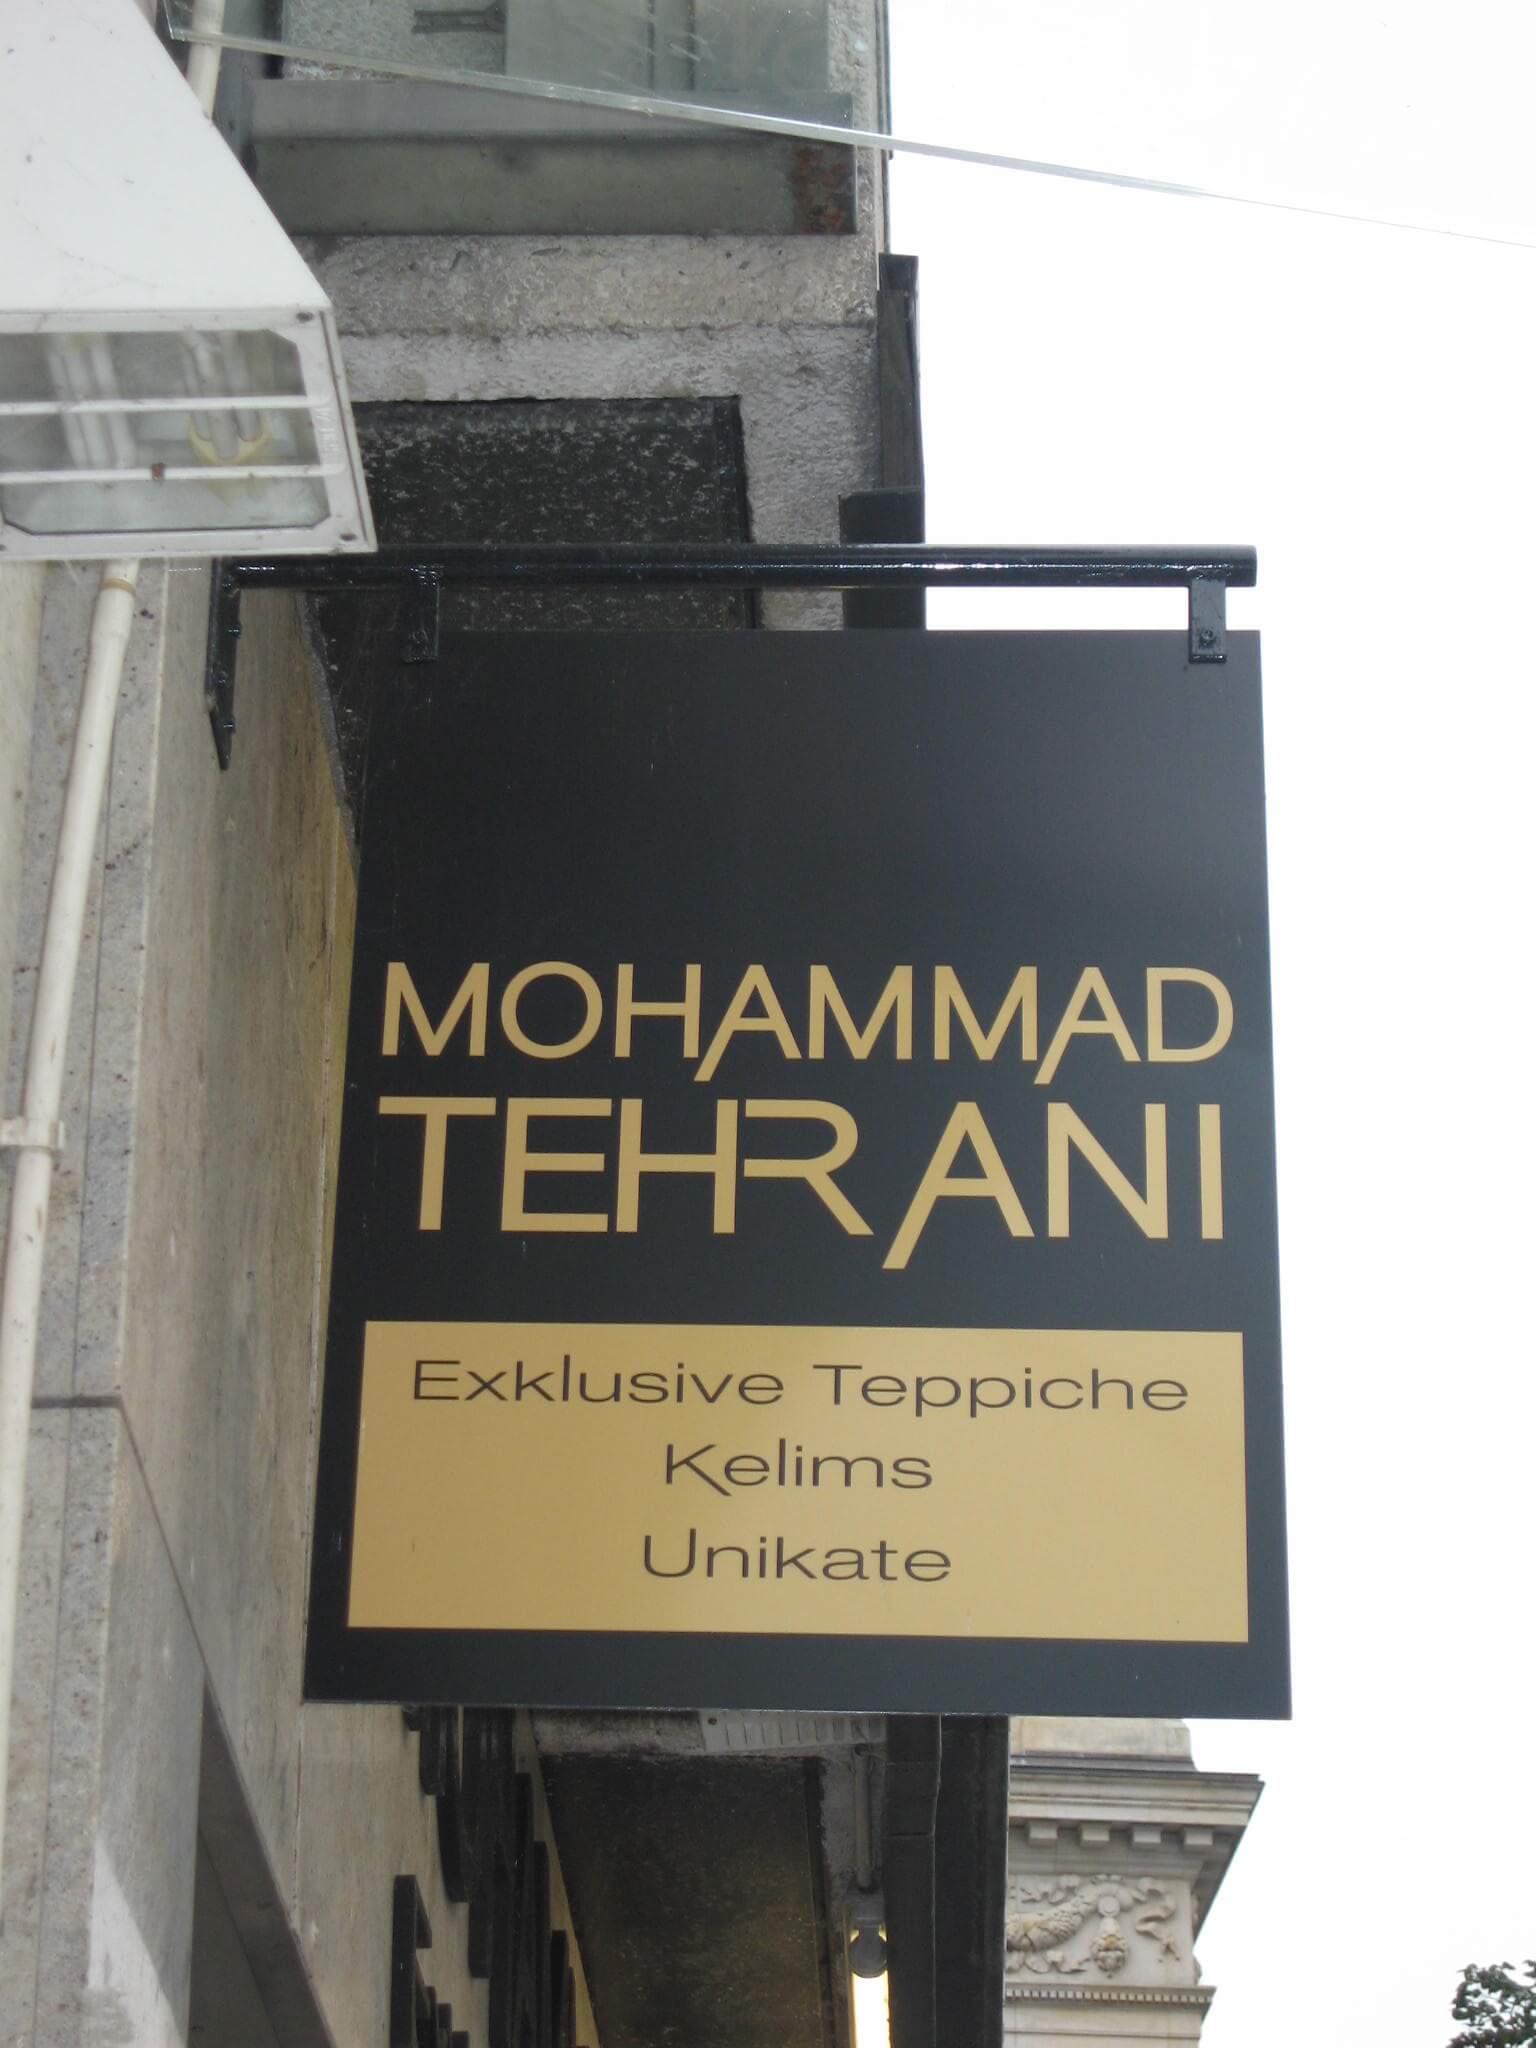 MOHAMMAD
TEHRANI
Exklusive Teppiche
Kelims
Unikate